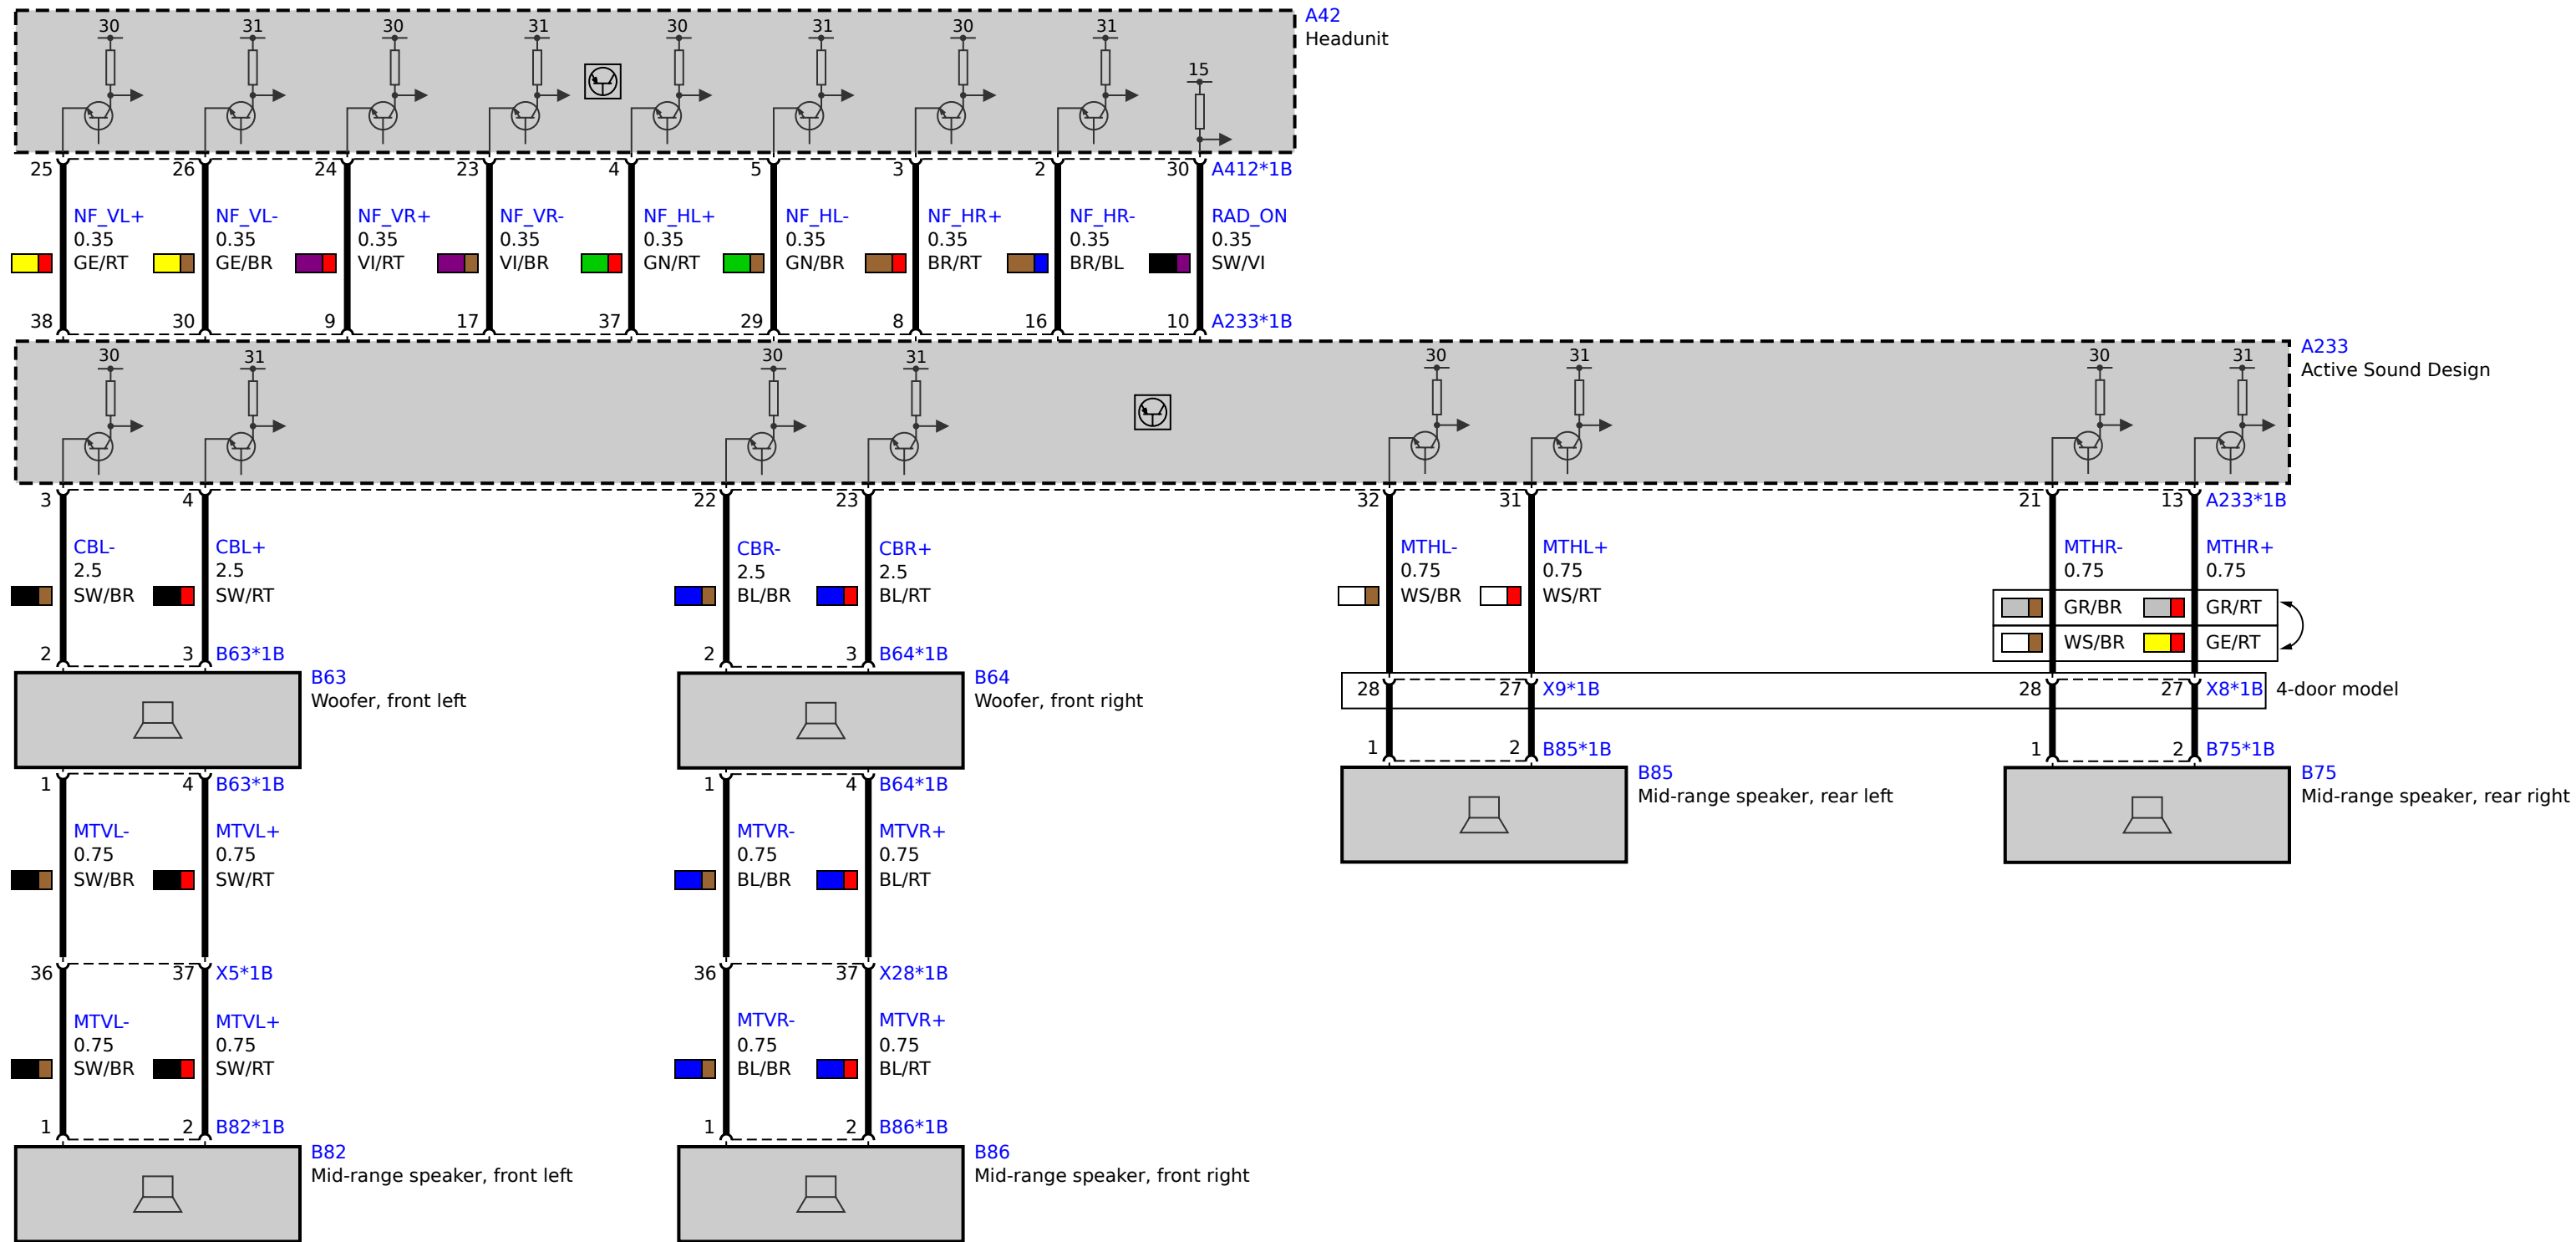 30 31 30 31 30 31 30 31 15
A42
Headunit
25 26 24 23 4 5 3 2 30 A412*1B
NF_VL+ NF_VL- NF_VR+ NF_VR- NF_HL+ NF_HL- NF_HR+ NF_HR- RAD_ON
0.35 0.35 0.35 0.35 0.35 0.35 0.35 0.35 0.35
GE/RT GE/BR VI/RT VI/BR GN/RT GN/BR BR/RT BR/BL SW/VI
38 30 9 17 37 29 8 16 10 A233*1B
30 31 30 31 30 31 30 31
A233
Active Sound Design
3 4 22 23 32 31 21 13 A233*1B
CBL- CBL+ CBR- CBR+ MTHL- MTHL+ MTHR- MTHR+
2.5 2.5 2.5 2.5 0.75 0.75 0.75 0.75
SW/BR SW/RT BL/BR BL/RT WS/BR WS/RT GR/BR GR/RT
WS/BR GE/RT
2 3 B63*1B 2 3 B64*1B
B63
Woofer, front left
B64
Woofer, front right
28 27 X9*1B 28 27 X8*1B 4-door model
1 2 B85*1B 1 2 B75*1B
B85
Mid-range speaker, rear left
B75
Mid-range speaker, rear right
1 4 B63*1B 1 4 B64*1B
MTVL- MTVL+ MTVR- MTVR+
0.75 0.75 0.75 0.75
SW/BR SW/RT BL/BR BL/RT
36 37 X5*1B 36 37 X28*1B
MTVL- MTVL+ MTVR- MTVR+
0.75 0.75 0.75 0.75
SW/BR SW/RT BL/BR BL/RT
1 2 B82*1B 1 2 B86*1B
B82
Mid-range speaker, front left
B86
Mid-range speaker, front right